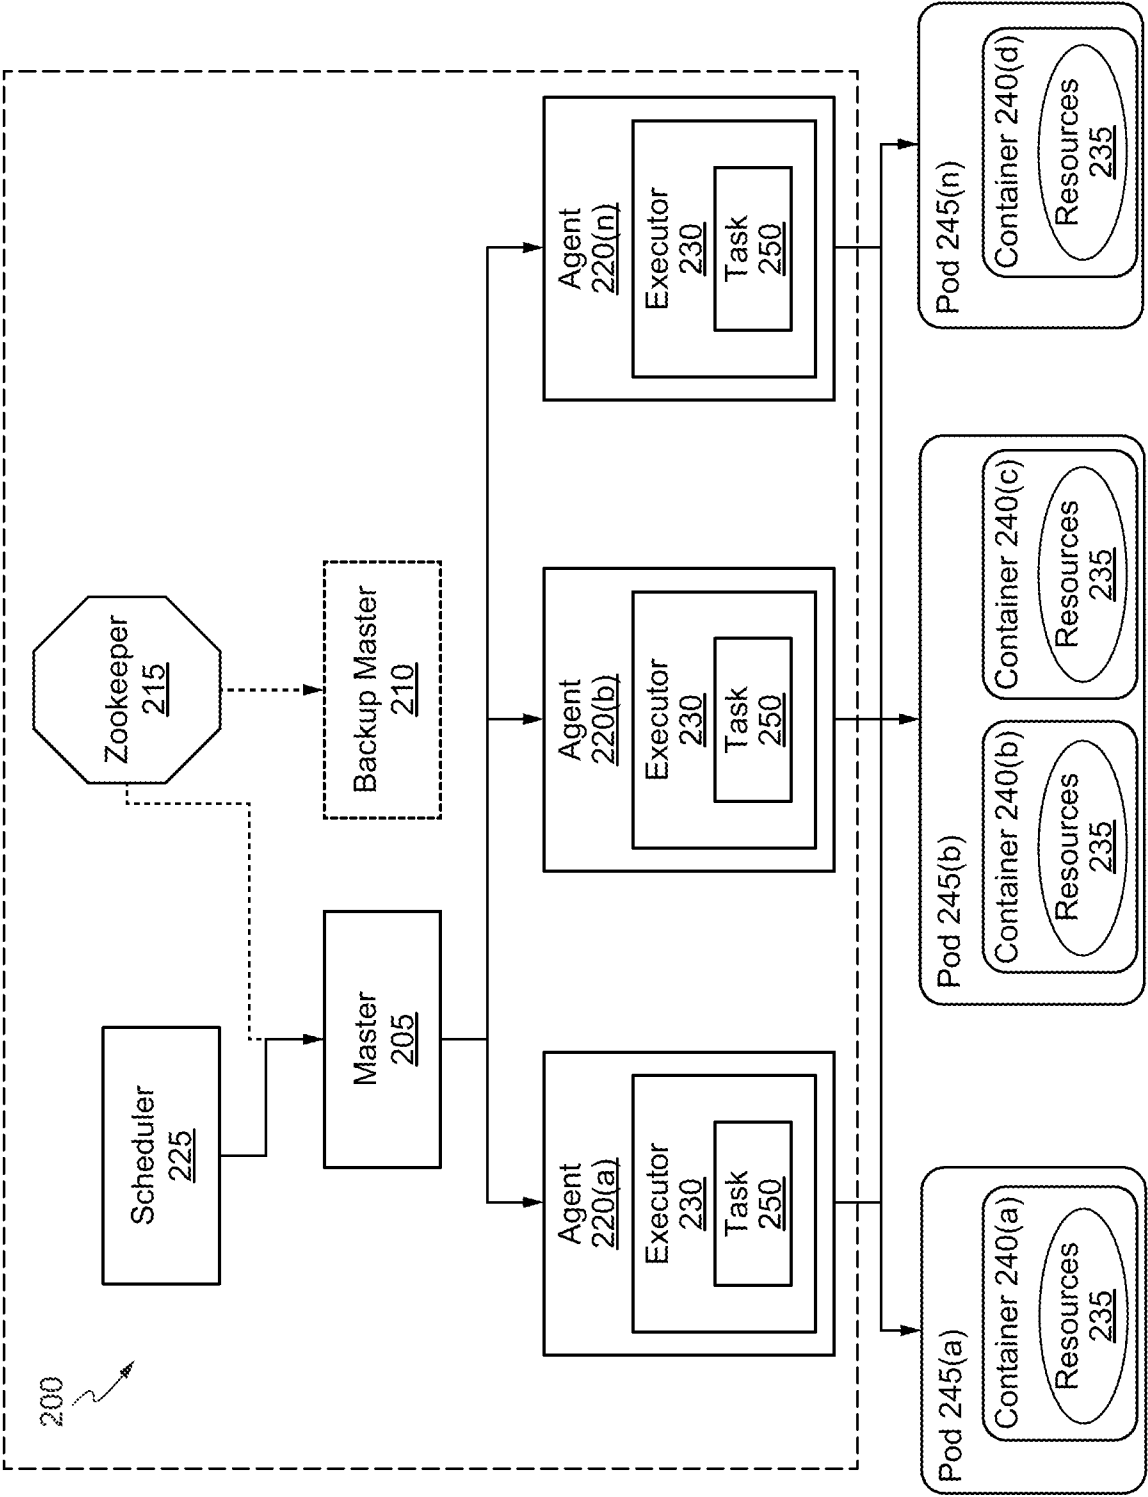 200
Scheduler
225
Zookeeper
215
Master
205
Backup Master
210
Agent
220(a)
Executor
230
Task
250
Agent
220(b)
Executor
230
Task
250
Agent
220(n)
Executor
230
Task
250
Pod 245(a)
Container 240(a)
Resources
235
Pod 245(b)
Container 240(b)
Resources
235
Container 240(c)
Resources
235
Pod 245(n)
Container 240(d)
Resources
235